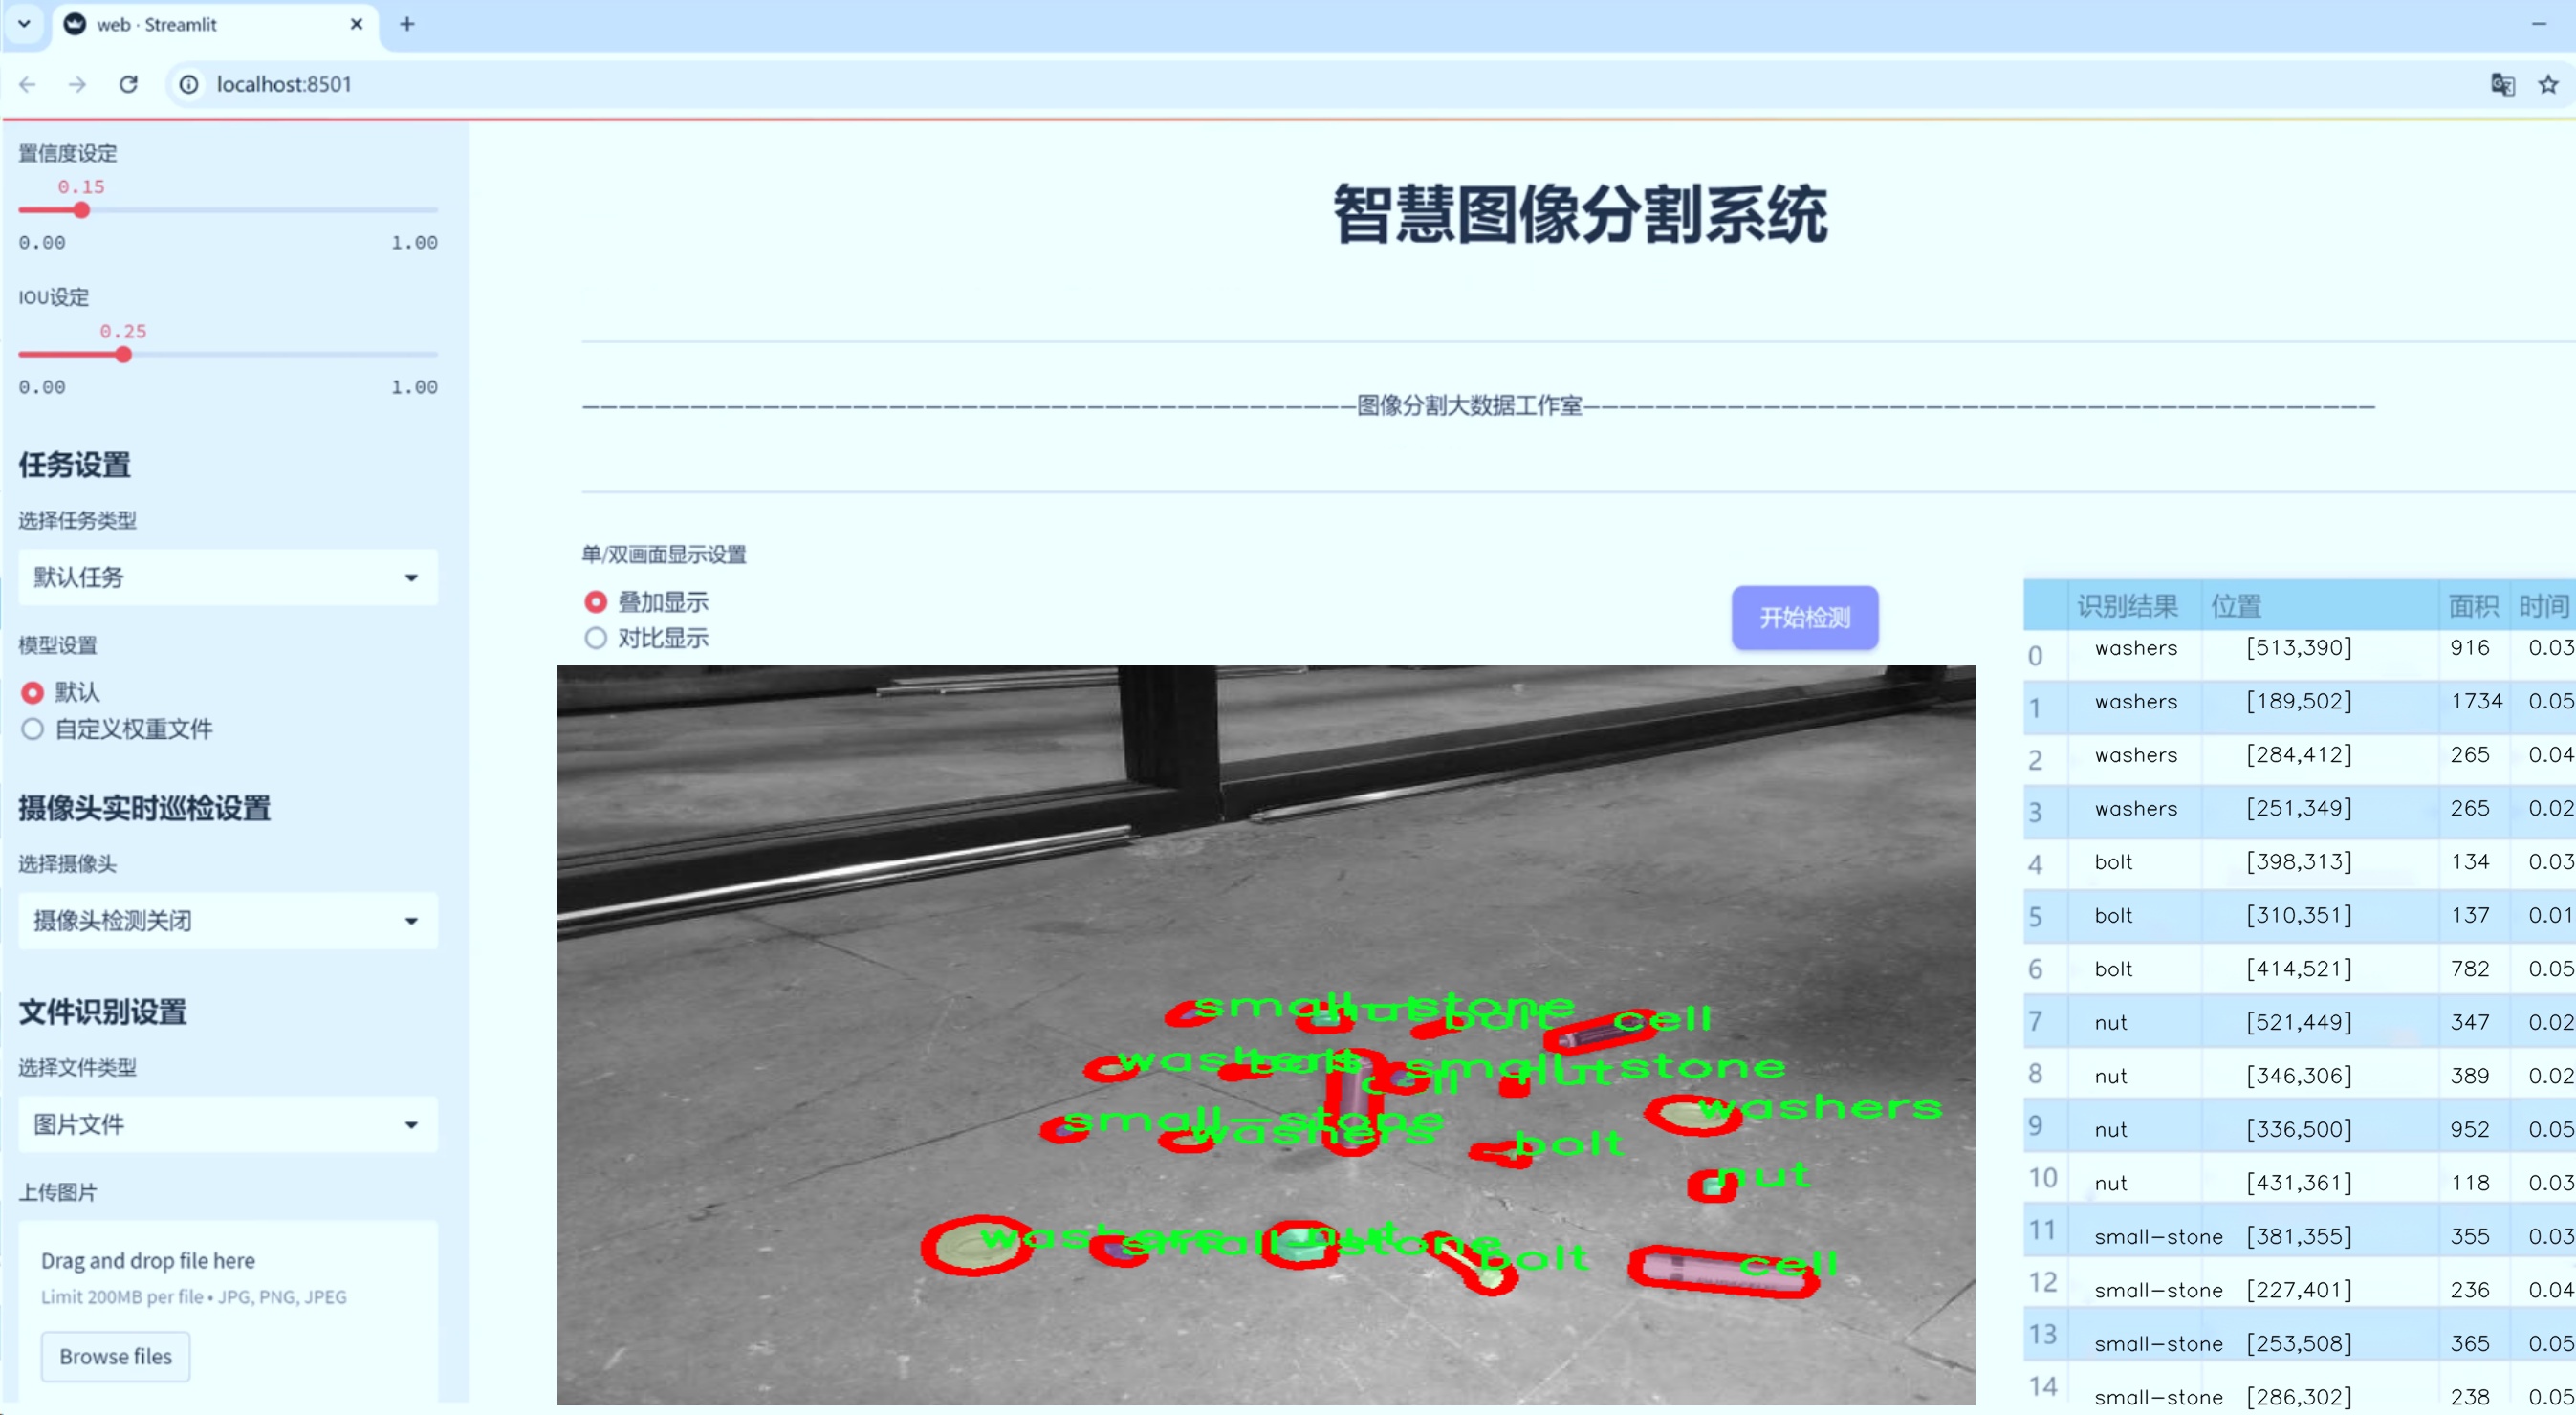 web · Streamlit
localhost:8501
置信度设定
0.15
0.00 1.00
IOU设定
0.25
0.00 1.00
任务设置
选择任务类型
默认任务
模型设置
默认
自定义权重文件
摄像头实时巡检设置
选择摄像头
摄像头检测关闭
文件识别设置
选择文件类型
图片文件
上传图片
Drag and drop file here
Limit 200MB per file • JPG, PNG, JPEG
Browse files
智慧图像分割系统
图像分割大数据工作室
单/双画面显示设置
叠加显示
对比显示
开始检测
small-stone
nut
bolt
cell
washers
bolt
cell
small-stone
nut
washers
small-stone
washers
bolt
nut
washers
small-stone
nut
bolt
cell
识别结果 位置 面积 时间
0 washers [513,390] 916 0.03
1 washers [189,502] 1734 0.05
2 washers [284,412] 265 0.04
3 washers [251,349] 265 0.02
4 bolt [398,313] 134 0.03
5 bolt [310,351] 137 0.01
6 bolt [414,521] 782 0.05
7 nut [521,449] 347 0.02
8 nut [346,306] 389 0.02
9 nut [336,500] 952 0.05
10 nut [431,361] 118 0.03
11 small-stone [381,355] 355 0.03
12 small-stone [227,401] 236 0.04
13 small-stone [253,508] 365 0.05
14 small-stone [286,302] 238 0.05